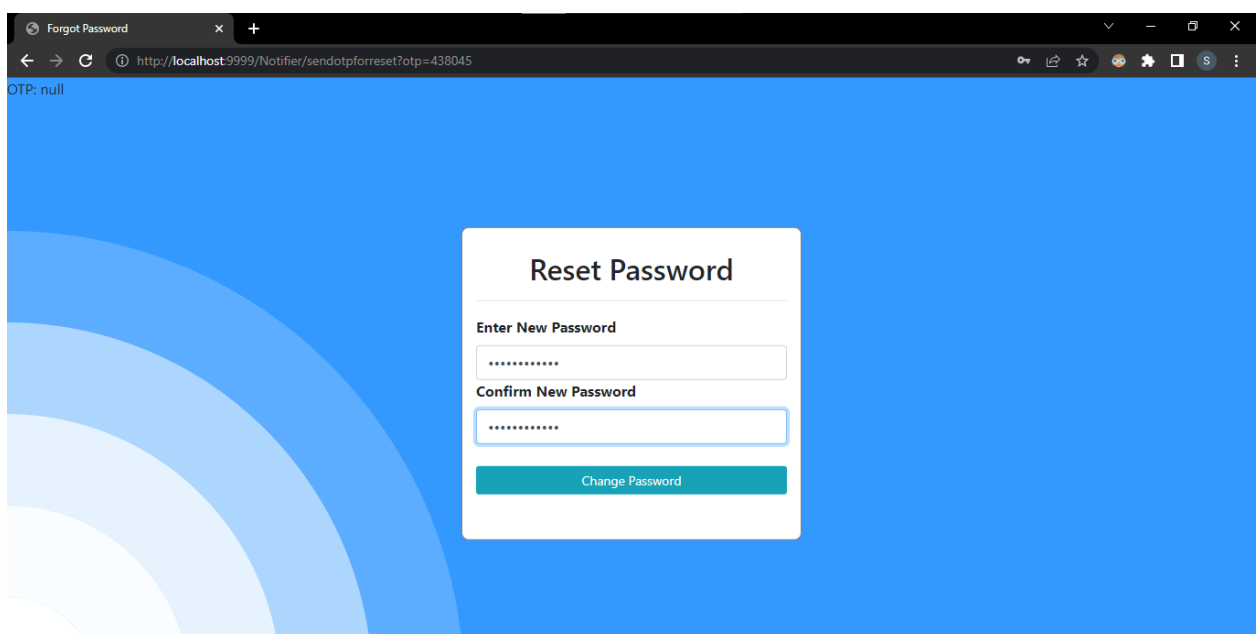 Forgot Password
http://localhost:9999/Notifier/sendotpforreset?otp=438045
S
OTP: null
Reset Password
Enter New Password
••••••••••••
Confirm New Password
••••••••••••
Change Password